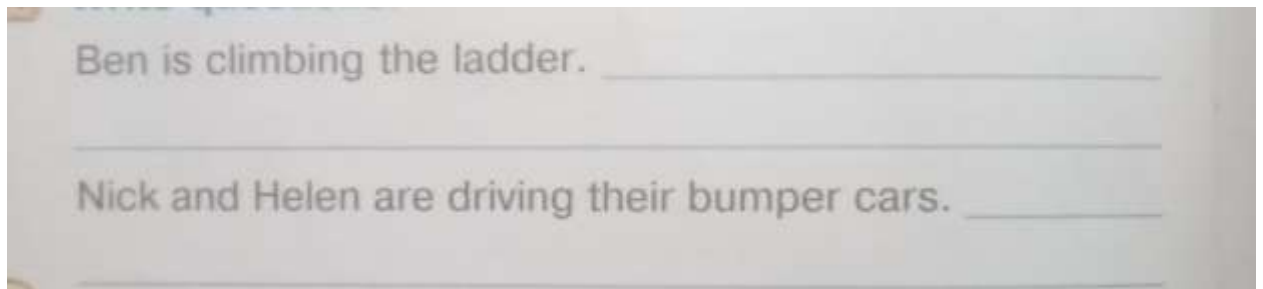 Ben is climbing the ladder.
Nick and Helen are driving their bumper cars.